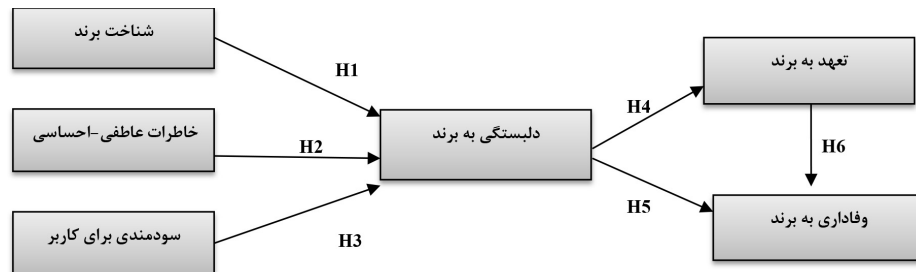 شناخت برند
H1
تعهد به برند
H4
خاطرات عاطفی-احساسی
H2
دلبستگی به برند
H6
H5
وفاداری به برند
سودمندی برای کاربر
H3